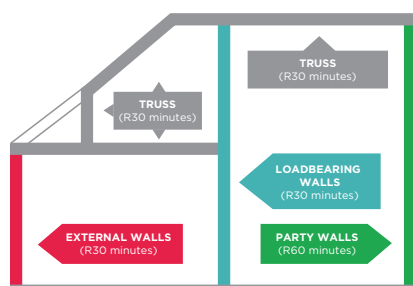 TRUSS
(R30 minutes)
TRUSS
(R30 minutes)
LOADBEARING
WALLS
(R30 minutes)
EXTERNAL WALLS
(R30 minutes)
PARTY WALLS
(R60 minutes)